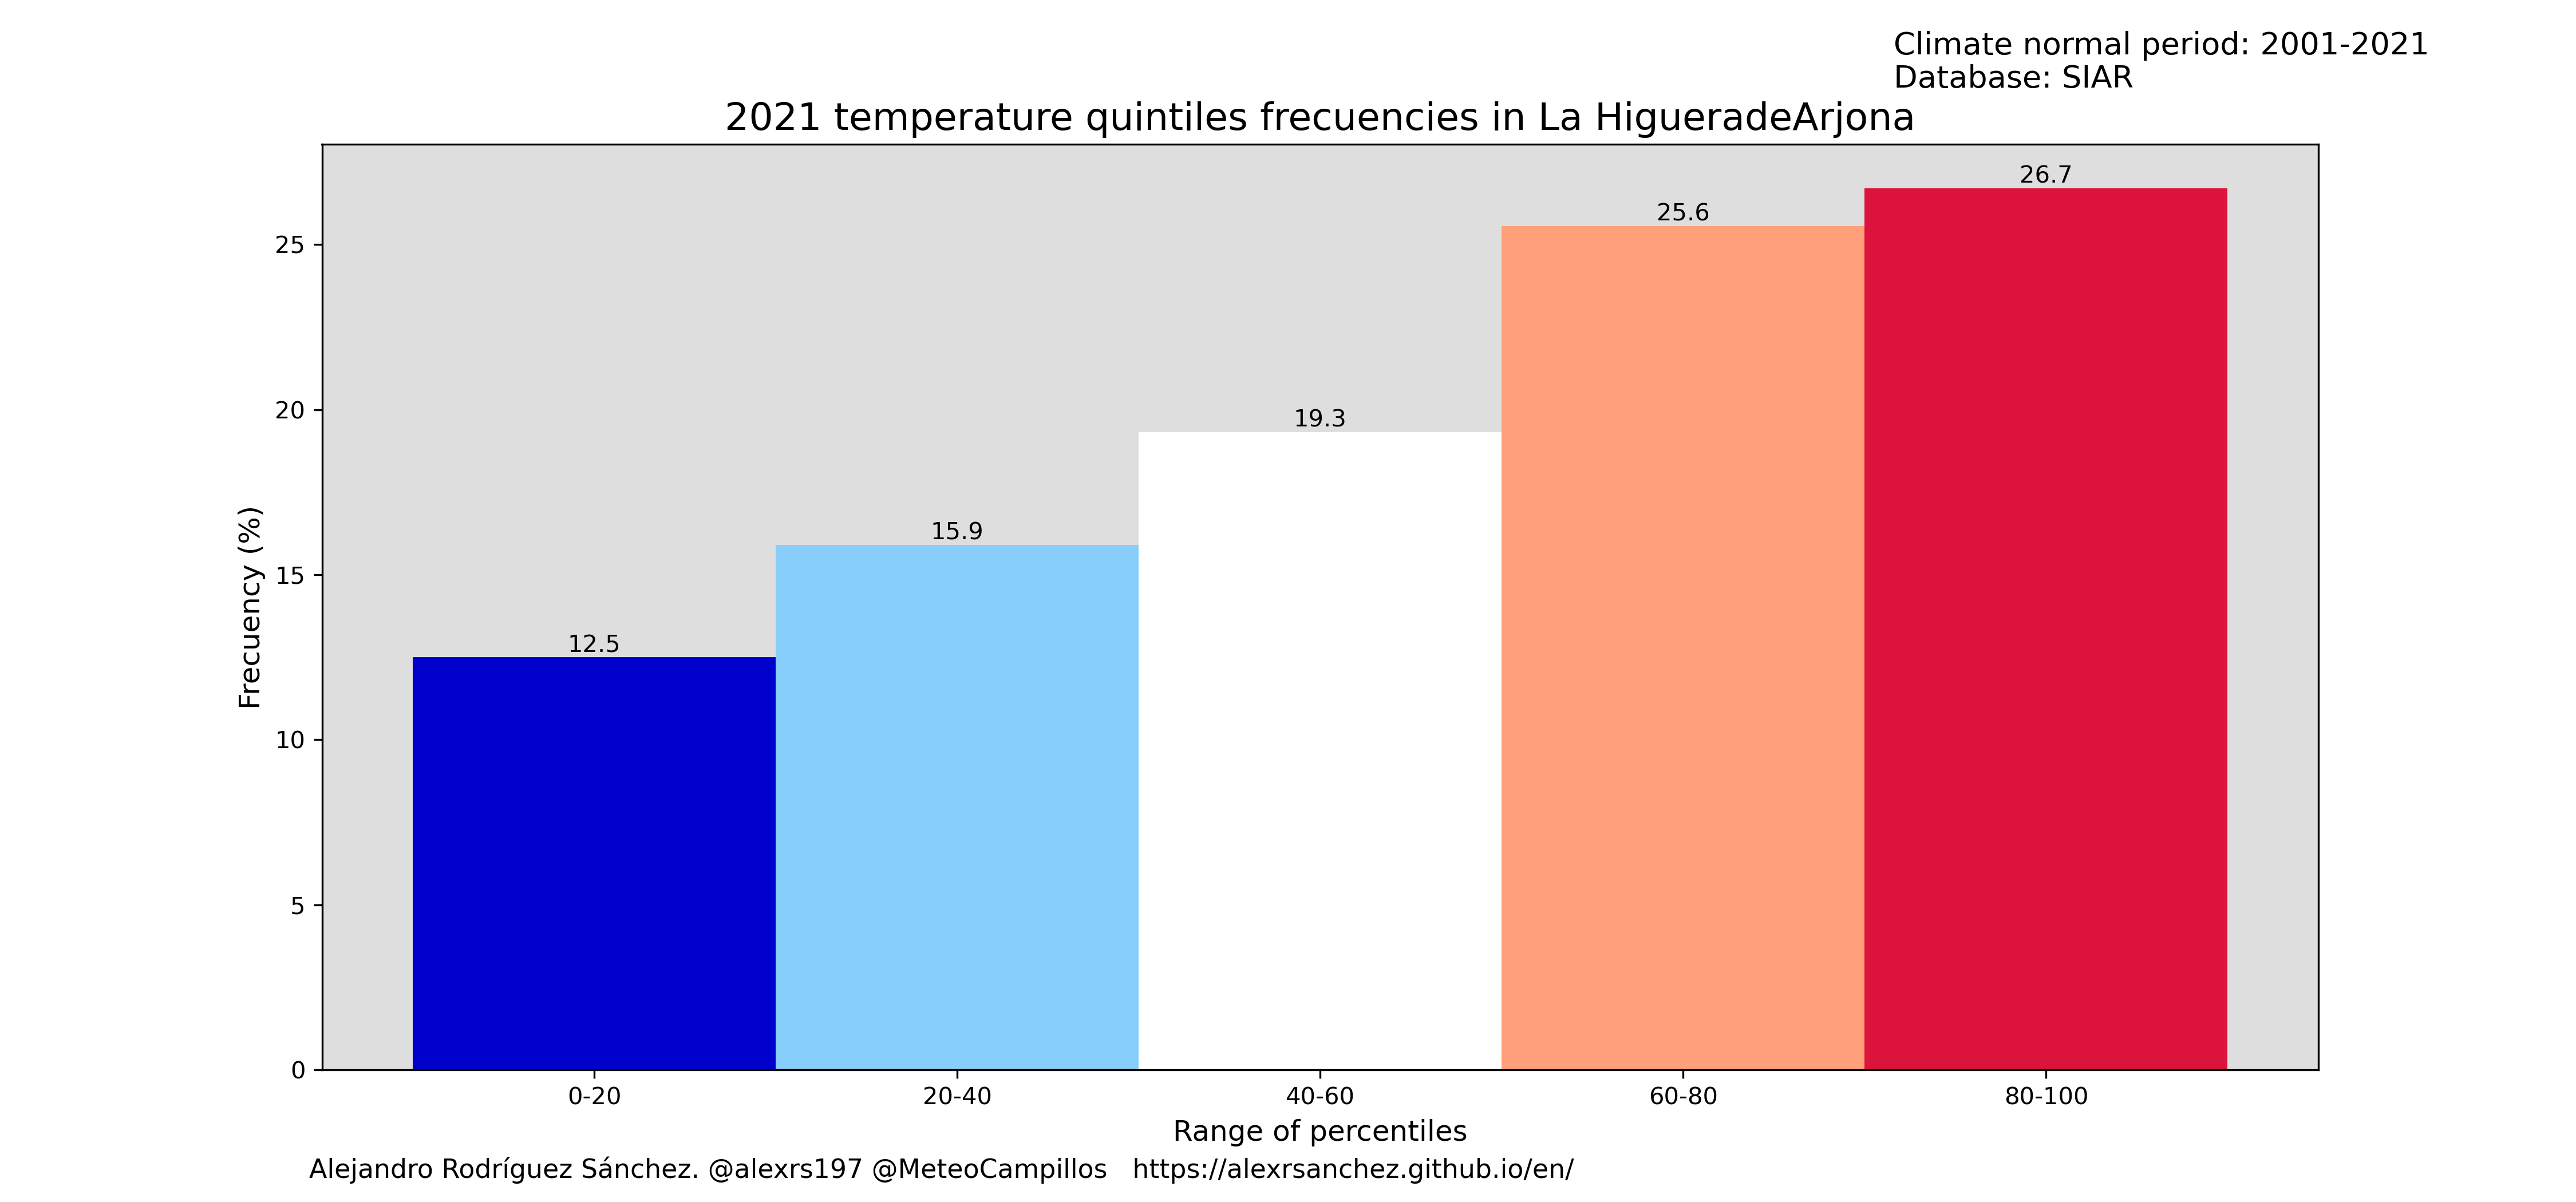 Climate normal period: 2001-2021
Database: SIAR
2021 temperature quintiles frecuencies in La HigueradeArjona
26.7
25.6
25
20
19.3
15.9
15
12.5
10
5
0
Frecuency (%)
0-20
20-40
40-60
60-80
80-100
Range of percentiles
Alejandro Rodríguez Sánchez. @alexrs197 @MeteoCampillos   https://alexrsanchez.github.io/en/